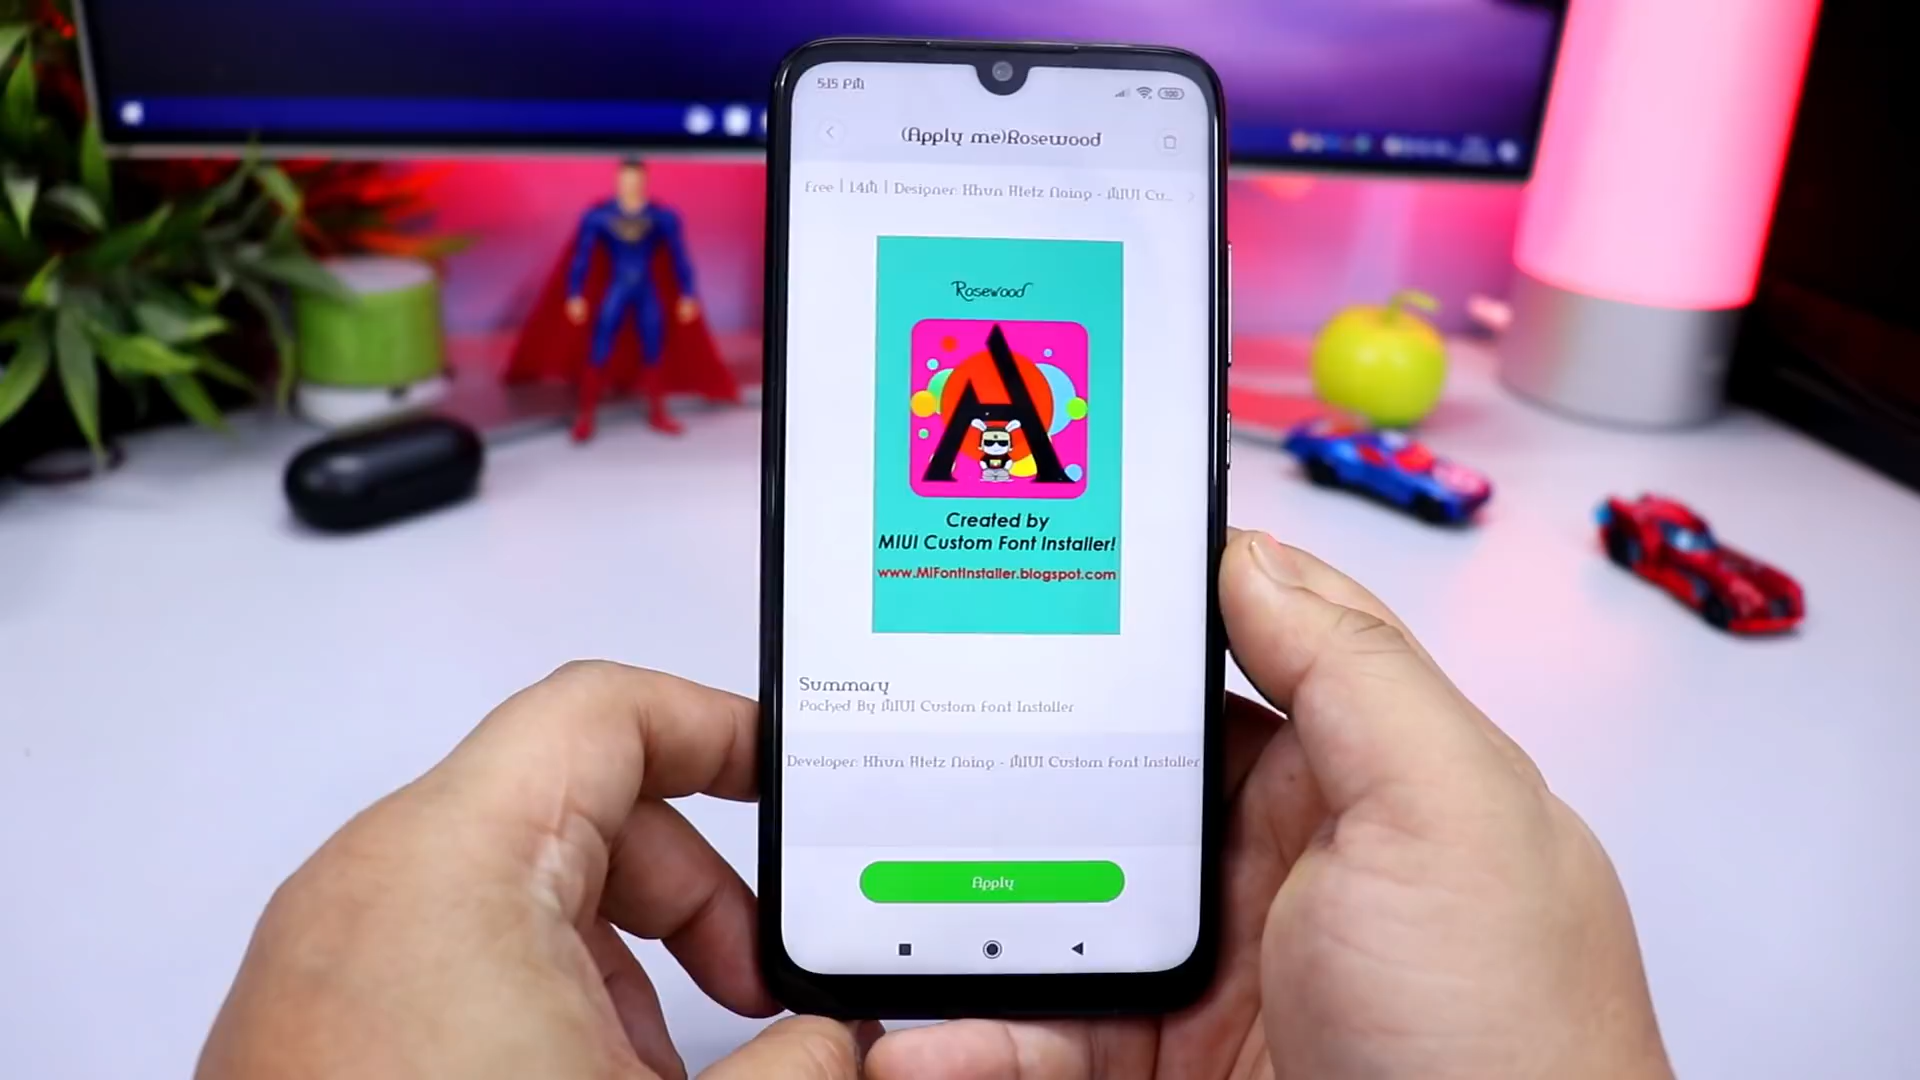 5:15 PM
100
(Apply me)Rosewood
Free | 14M | Designer: Khun Htetz Naing - MIUI Cu...
Rosewood
Created by
MIUI Custom Font Installer!
www.MiFontInstaller.blogspot.com
Summary
Packed By MIUI Custom Font Installer
Developer: Khun Htetz Naing - MIUI Custom Font Installer
Apply